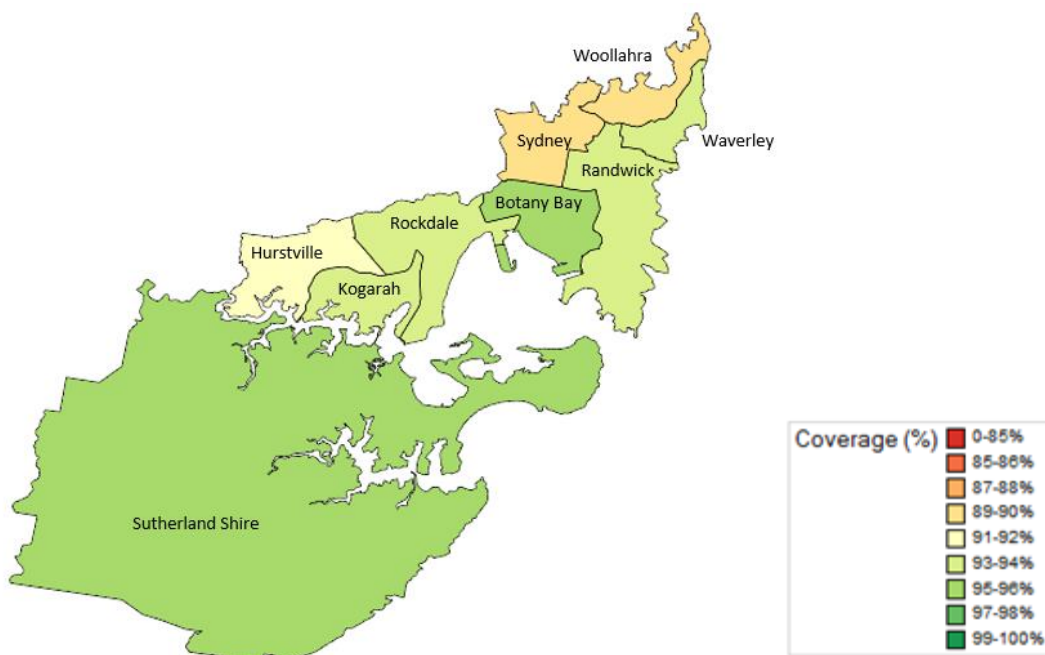 Woollahra
Sydney
Waverley
Randwick
Botany Bay
Rockdale
Hurstville
Kogarah
Sutherland Shire
Coverage (%)
0-85%
85-86%
87-88%
89-90%
91-92%
93-94%
95-96%
97-98%
99-100%